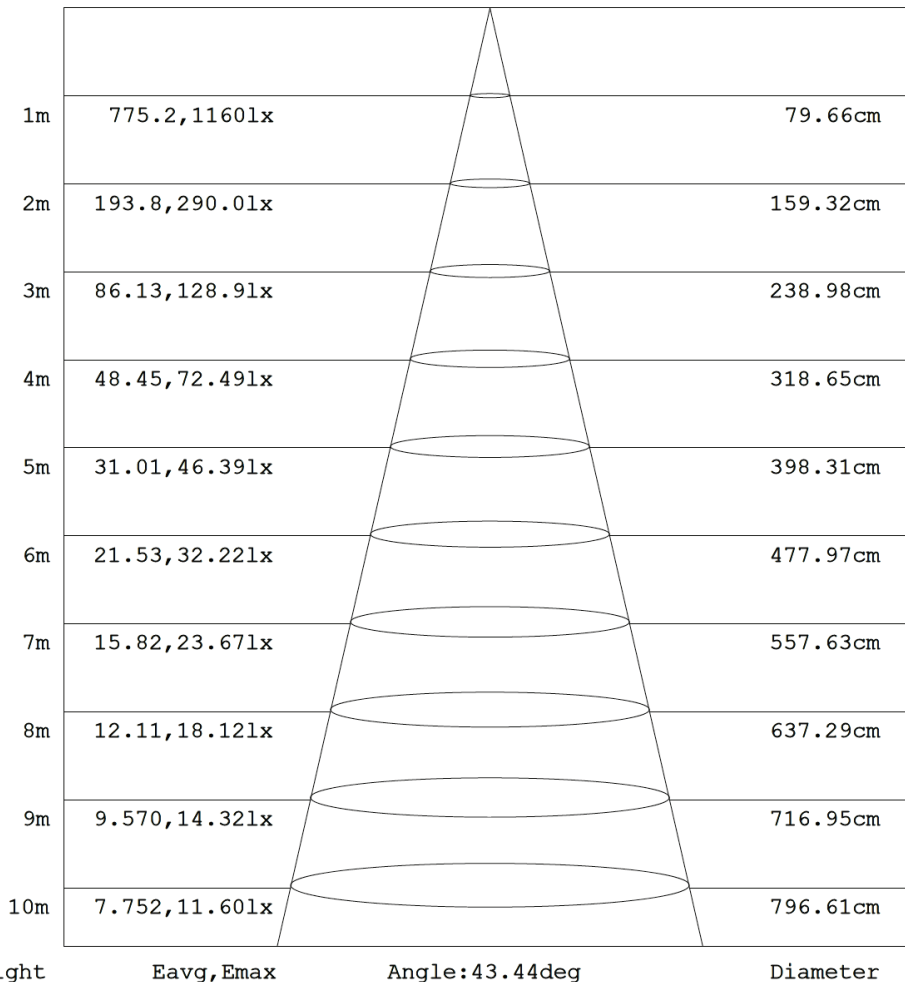 1m 775.2,1160lx 79.66cm
2m 193.8,290.0lx 159.32cm
3m 86.13,128.9lx 238.98cm
4m 48.45,72.49lx 318.65cm
5m 31.01,46.39lx 398.31cm
6m 21.53,32.22lx 477.97cm
7m 15.82,23.67lx 557.63cm
8m 12.11,18.12lx 637.29cm
9m 9.570,14.32lx 716.95cm
10m 7.752,11.60lx 796.61cm
ight Eavg,Emax Angle:43.44deg Diameter